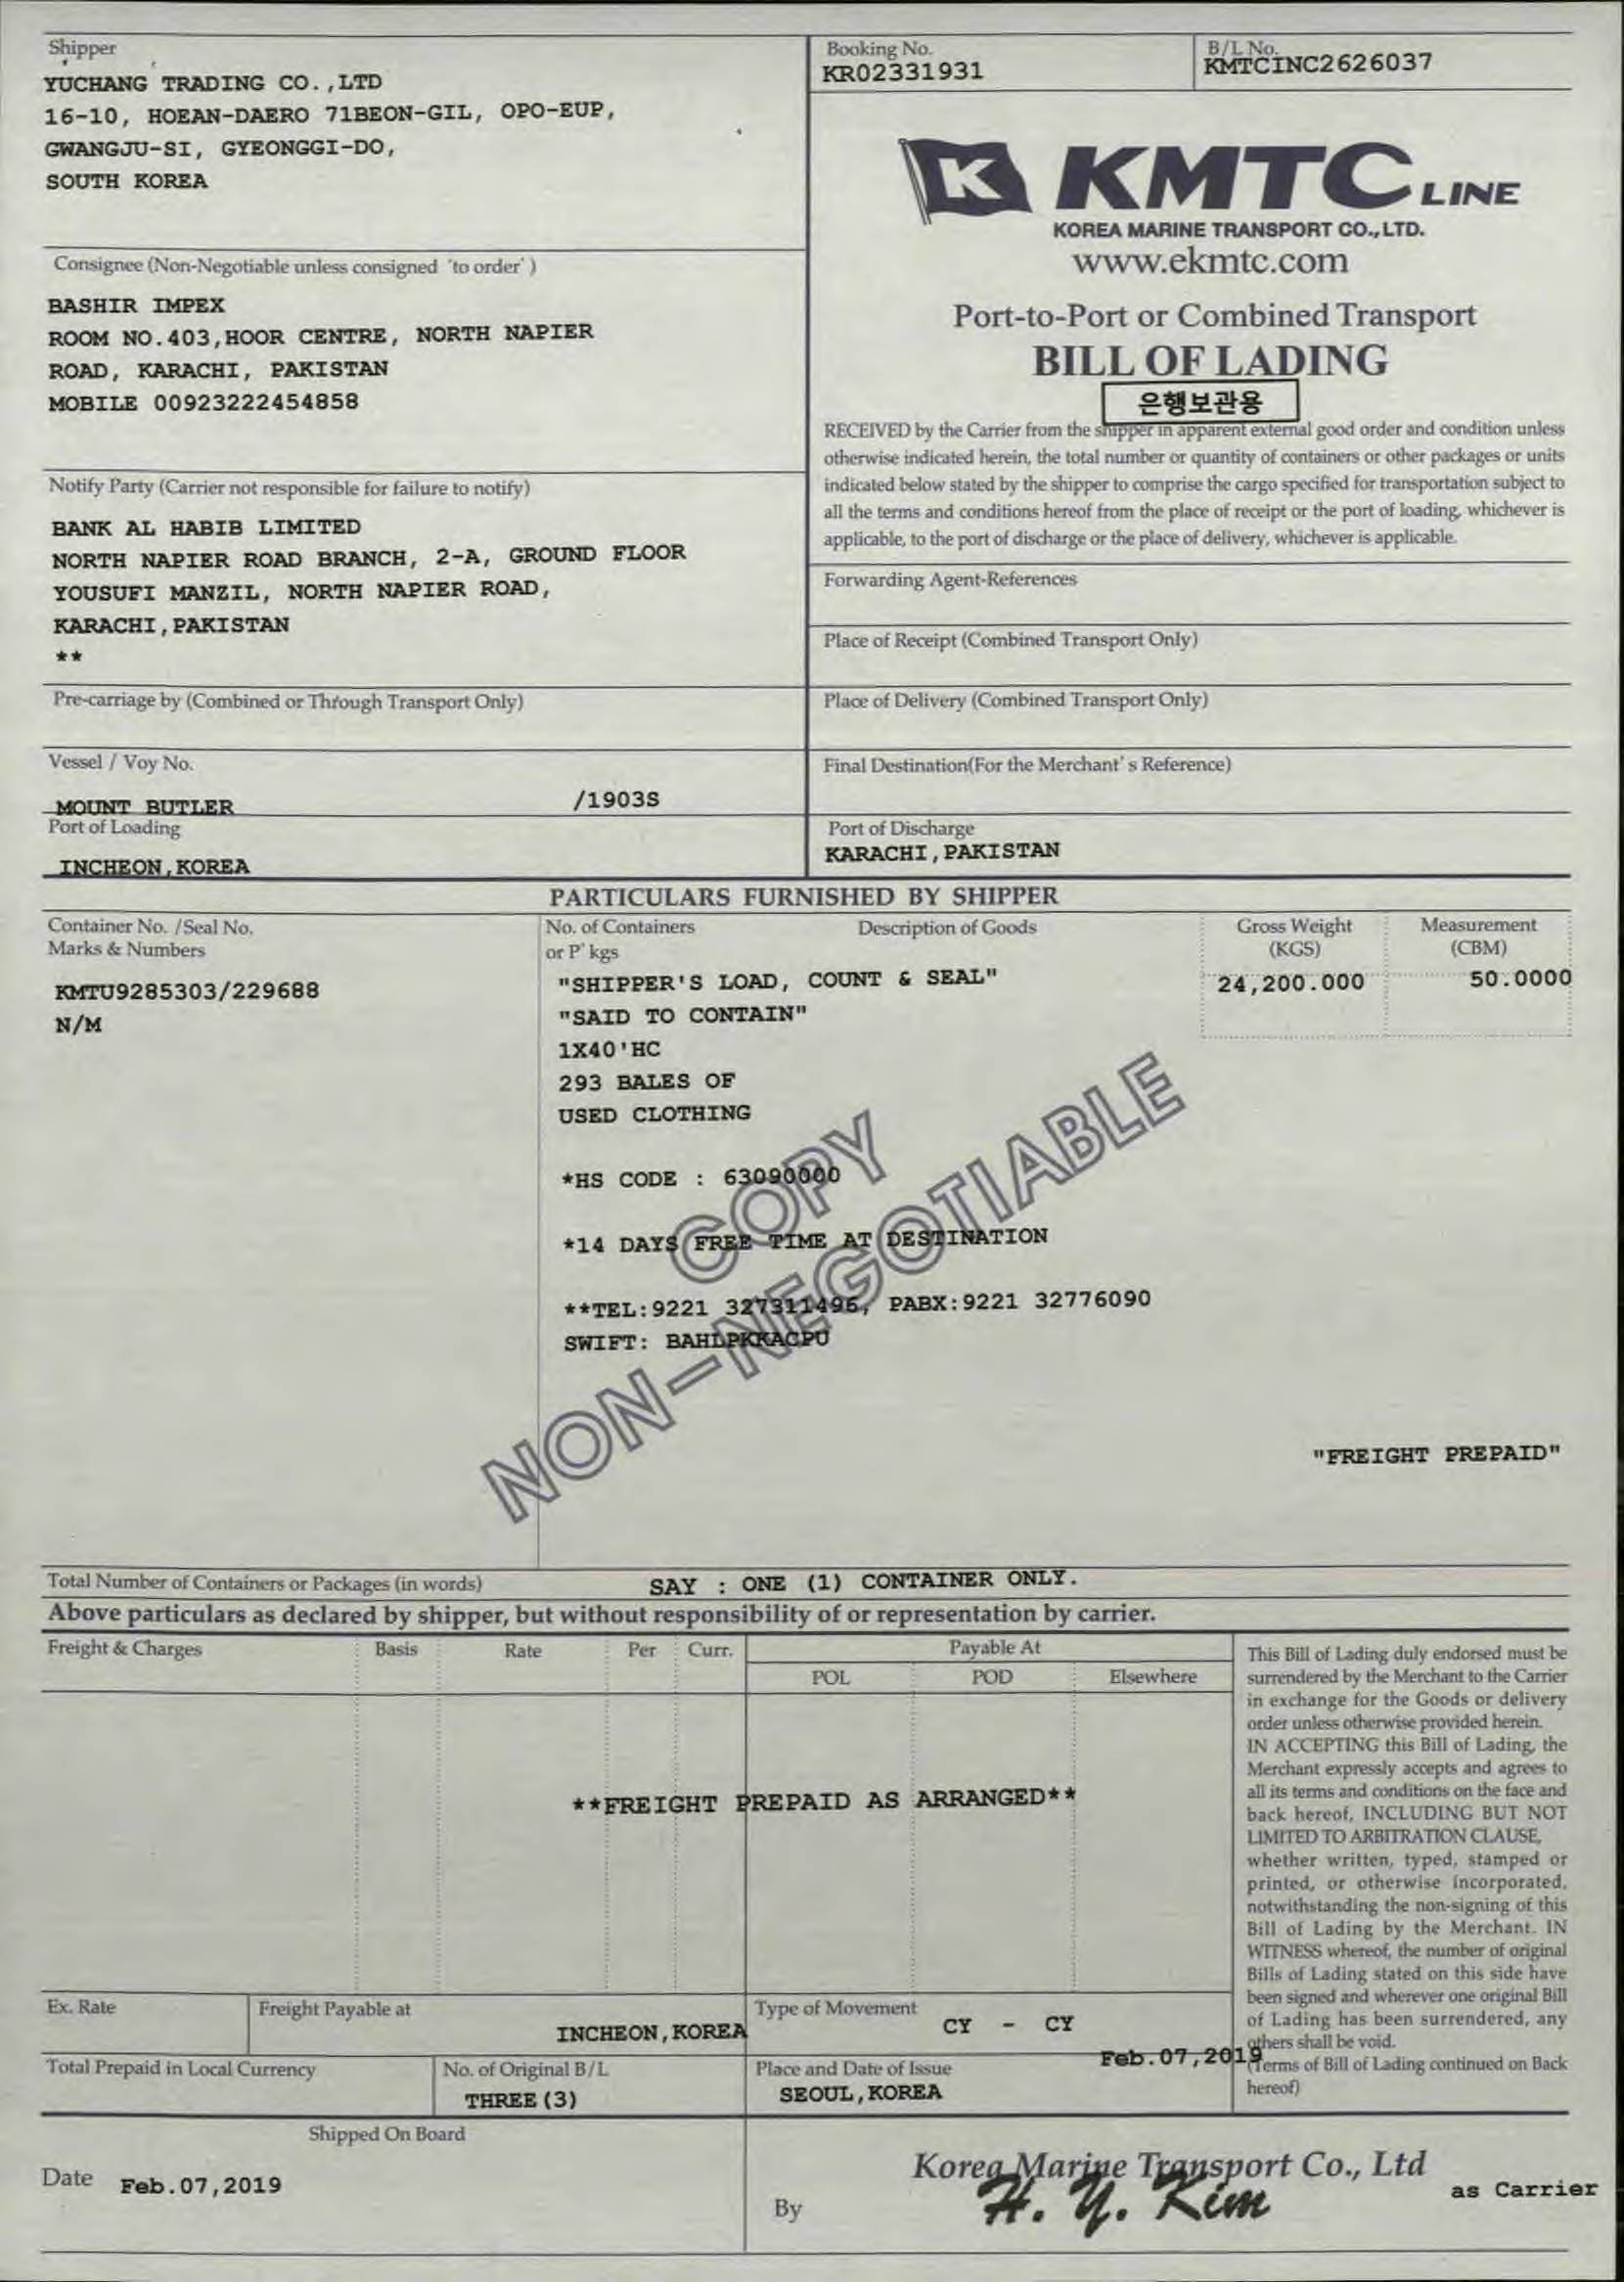 Shipper
YUCHANG TRADING CO.,LTD
16-10, HOEAN-DAERO 71BEON-GIL, OPO-EUP,
GWANGJU-SI, GYEONGGI-DO,
SOUTH KOREA
Booking No.
KR02331931
B/L No.
KMTCINC2626037
K KMTC LINE
KOREA MARINE TRANSPORT CO., LTD.
www.ekmtc.com
Port-to-Port or Combined Transport
BILL OF LADING
은행보관용
RECEIVED by the Carrier from the shipper in apparent external good order and condition unless
otherwise indicated herein, the total number or quantity of containers or other packages or units
indicated below stated by the shipper to comprise the cargo specified for transportation subject to
all the terms and conditions hereof from the place of receipt or the port of loading, whichever is
applicable, to the port of discharge or the place of delivery, whichever is applicable.
Consignee (Non-Negotiable unless consigned 'to order' )
BASHIR IMPEX
ROOM NO.403,HOOR CENTRE, NORTH NAPIER
ROAD, KARACHI, PAKISTAN
MOBILE 00923222454858
Notify Party (Carrier not responsible for failure to notify)
BANK AL HABIB LIMITED
NORTH NAPIER ROAD BRANCH, 2-A, GROUND FLOOR
YOUSUFI MANZIL, NORTH NAPIER ROAD,
KARACHI,PAKISTAN
**
Forwarding Agent-References
Place of Receipt (Combined Transport Only)
Pre-carriage by (Combined or Through Transport Only)
Place of Delivery (Combined Transport Only)
Vessel / Voy No.
MOUNT BUTLER /1903S
Final Destination(For the Merchant's Reference)
Port of Loading
INCHEON,KOREA
Port of Discharge
KARACHI,PAKISTAN
PARTICULARS FURNISHED BY SHIPPER
Container No. /Seal No.
Marks & Numbers
No. of Containers
or P'kgs
Description of Goods
Gross Weight
(KGS)
Measurement
(CBM)
KMTU9285303/229688
N/M
"SHIPPER'S LOAD, COUNT & SEAL"
"SAID TO CONTAIN"
1X40'HC
293 BALES OF
USED CLOTHING
24,200.000
50.0000
*HS CODE : 63090000
*14 DAYS FREE TIME AT DESTINATION
**TEL:9221 327311496, PABX:9221 32776090
SWIFT: BAHLPKKACPU
COPY
NON-NEGOTIABLE
"FREIGHT PREPAID"
Total Number of Containers or Packages (in words)
SAY : ONE (1) CONTAINER ONLY.
Above particulars as declared by shipper, but without responsibility of or representation by carrier.
Freight & Charges Basis Rate Per Curr. Payable At
POL POD Elsewhere
**FREIGHT PREPAID AS ARRANGED**
This Bill of Lading duly endorsed must be
surrendered by the Merchant to the Carrier
in exchange for the Goods or delivery
order unless otherwise provided herein.
IN ACCEPTING this Bill of Lading, the
Merchant expressly accepts and agrees to
all its terms and conditions on the face and
back hereof, INCLUDING BUT NOT
LIMITED TO ARBITRATION CLAUSE,
whether written, typed, stamped or
printed, or otherwise incorporated,
notwithstanding the non-signing of this
Bill of Lading by the Merchant. IN
WITNESS whereof, the number of original
Bills of Lading stated on this side have
been signed and wherever one original Bill
of Lading has been surrendered, any
others shall be void.
(Terms of Bill of Lading continued on Back
hereof)
Ex. Rate
Freight Payable at
INCHEON,KOREA
Type of Movement
CY - CY
Total Prepaid in Local Currency
No. of Original B/L
THREE(3)
Place and Date of Issue
SEOUL,KOREA
Feb.07,2019
Shipped On Board
Date Feb.07,2019
Korea Marine Transport Co., Ltd
By H. Y. Kim
as Carrier